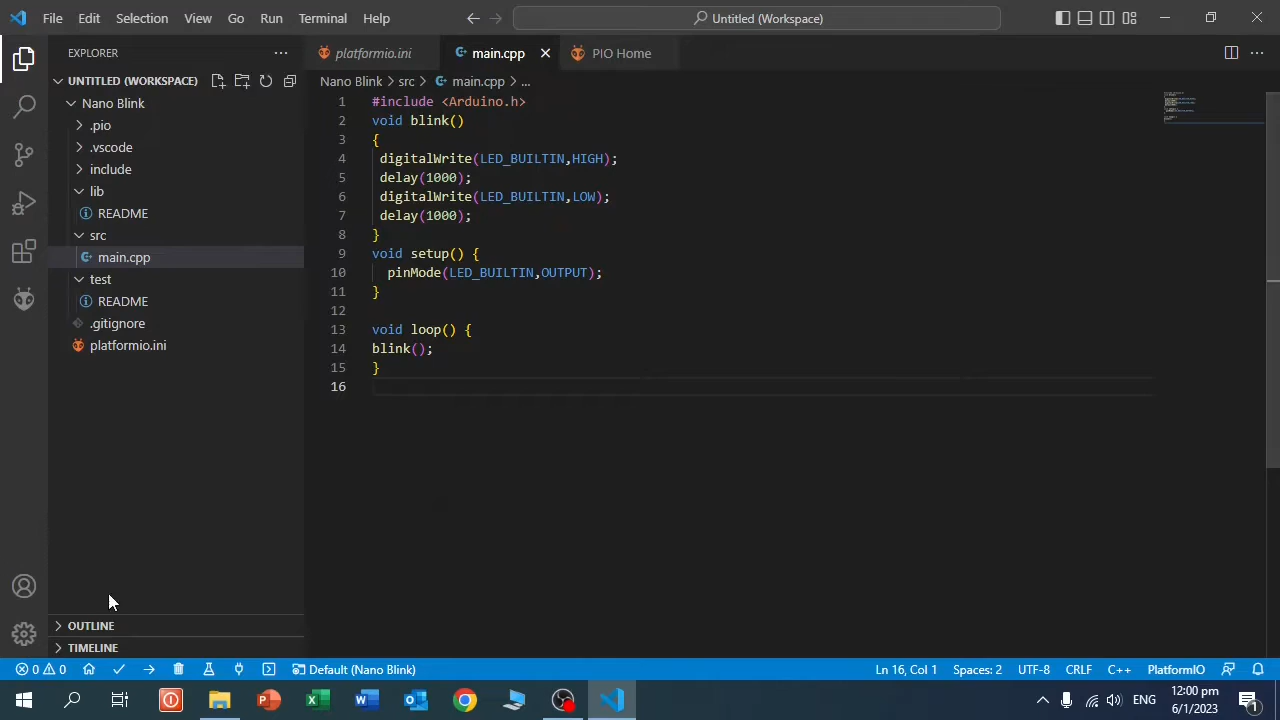 File Edit Selection View Go Run Terminal Help
Untitled (Workspace)
EXPLORER
UNTITLED (WORKSPACE)
Nano Blink
.pio
.vscode
include
lib
README
src
main.cpp
test
README
.gitignore
platformio.ini
OUTLINE
TIMELINE
platformio.ini
main.cpp
PIO Home
Nano Blink > src > main.cpp > ...
1 #include <Arduino.h>
2 void blink()
3 {
4 digitalWrite(LED_BUILTIN,HIGH);
5 delay(1000);
6 digitalWrite(LED_BUILTIN,LOW);
7 delay(1000);
8 }
9 void setup() {
10 pinMode(LED_BUILTIN,OUTPUT);
11 }
12
13 void loop() {
14 blink();
15 }
16
0 0 Default (Nano Blink) Ln 16, Col 1 Spaces: 2 UTF-8 CRLF C++ PlatformIO
ENG
12:00 pm
6/1/2023
1